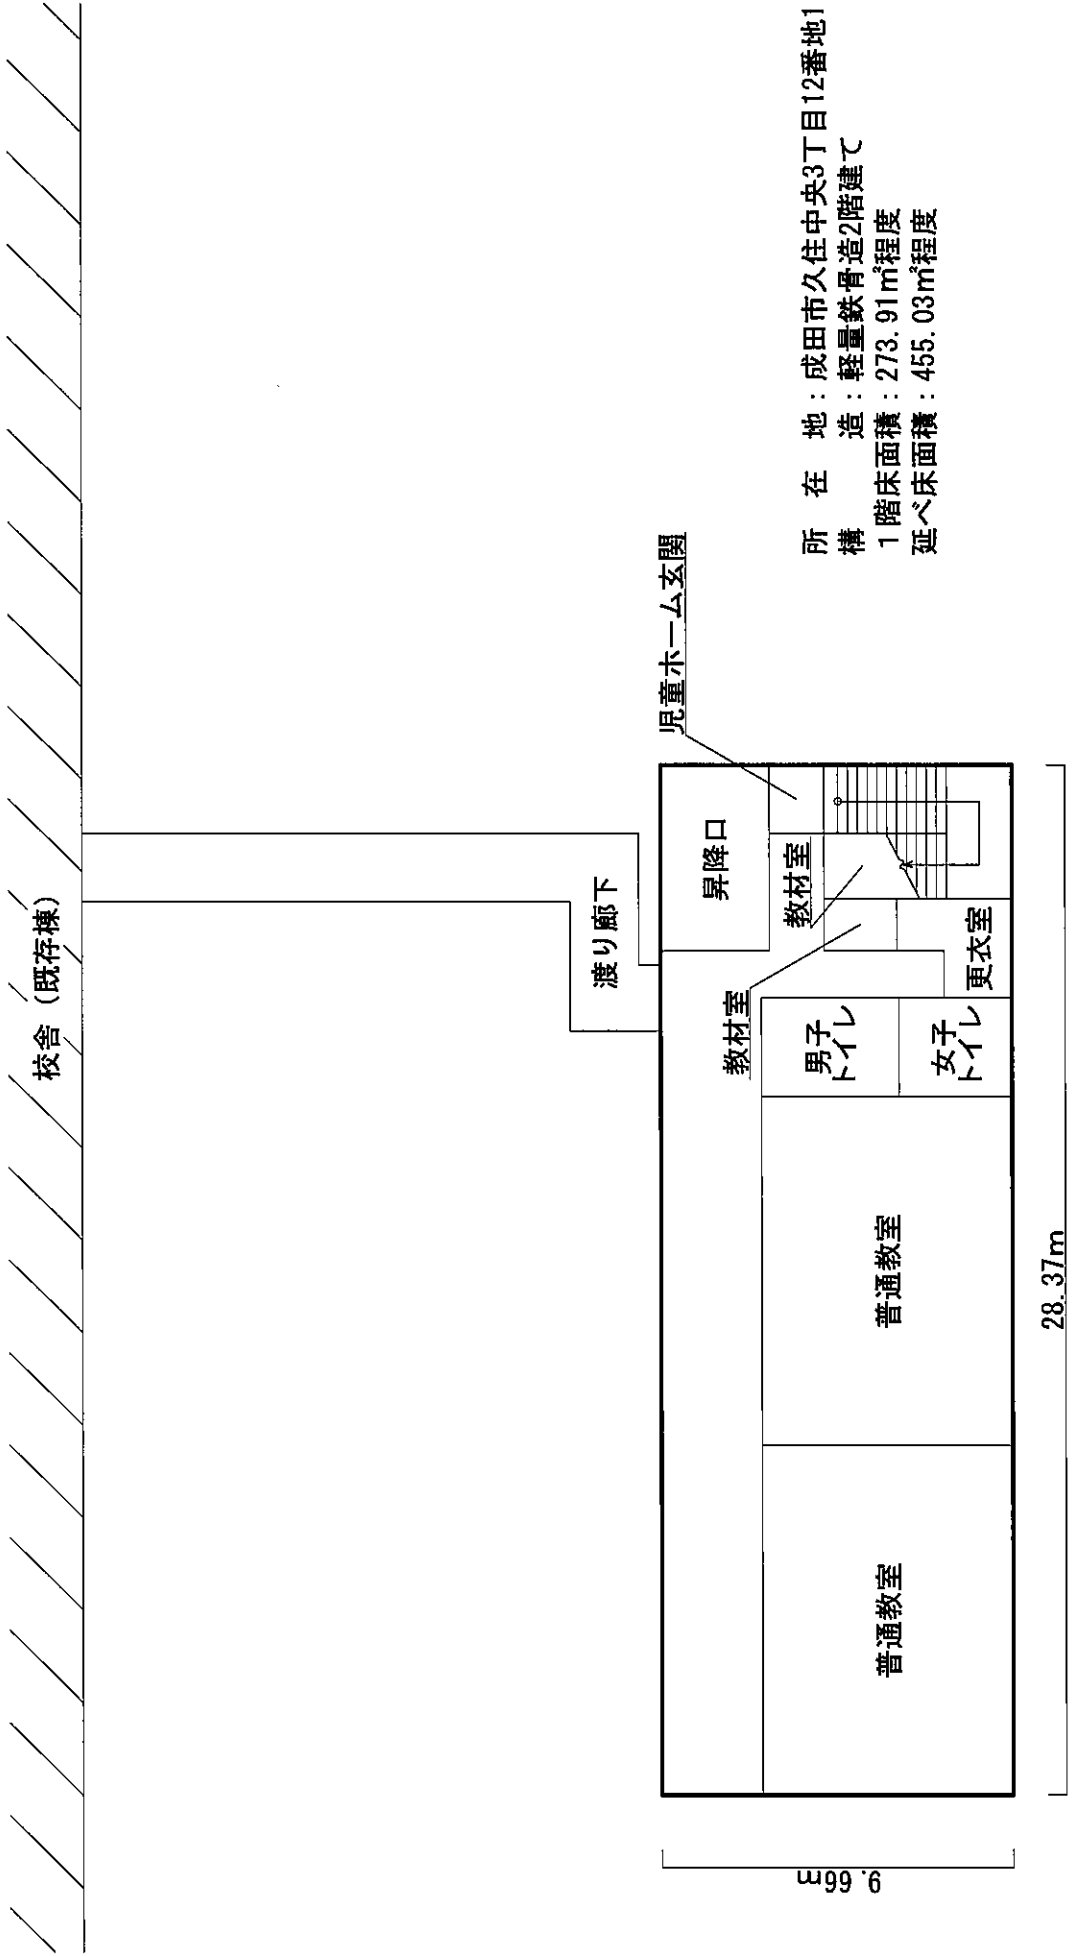 校舎（既存棟）
渡り廊下
児童ホーム玄関
昇降口
教材室
教材室
更衣室
男子
トイレ
女子
トイレ
普通教室
普通教室
9.66m
28.37m
所在地：成田市久住中央3丁目12番地1
構造：軽量鉄骨造2階建て
1階床面積：273.91㎡程度
延べ床面積：455.03㎡程度